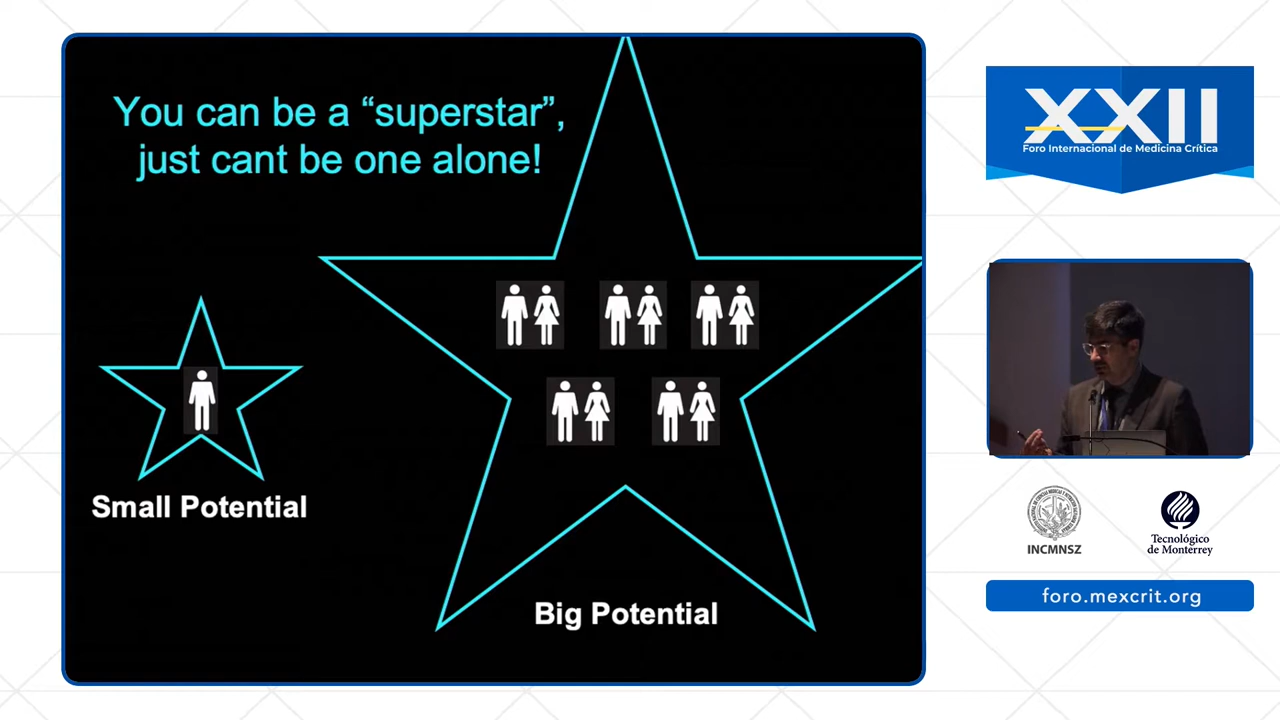 You can be a “superstar”,
just cant be one alone!
Small Potential
Big Potential
XXII
Foro Internacional de Medicina Crítica
INCMNSZ
Tecnológico
de Monterrey
foro.mexcrit.org